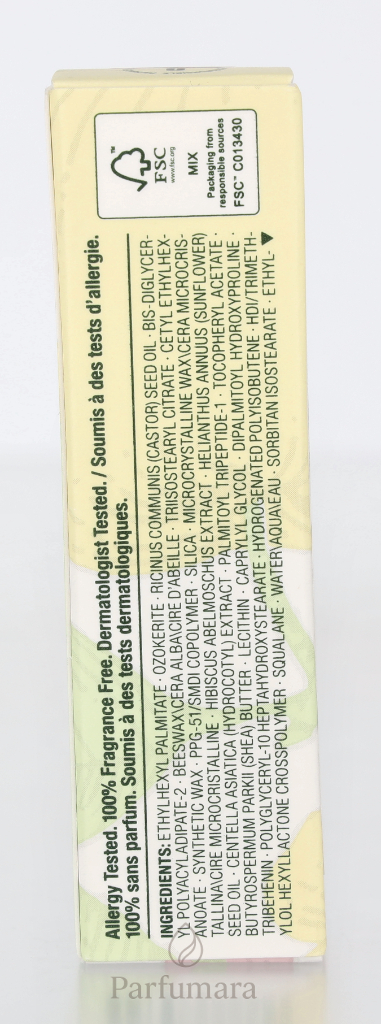 Allergy Tested. 100% Fragrance Free. Dermatologist Tested. / Soumis à des tests d'allergie.
100% sans parfum. Soumis à des tests dermatologiques.
INGREDIENTS: ETHYLHEXYL PALMITATE · OZOKERITE · RICINUS COMMUNIS (CASTOR) SEED OIL · BIS-DIGLYCER-
YL POLYACYLADIPATE-2 · BEESWAX\CERA ALBA\CIRE D'ABEILLE · TRIISOSTEARYL CITRATE · CETYL ETHYLHEX-
ANOATE · SYNTHETIC WAX · PPG-51/SMDI COPOLYMER · SILICA · MICROCRYSTALLINE WAX\CERA MICROCRIS-
TALLINA\CIRE MICROCRISTALLINE · HIBISCUS ABELMOSCHUS EXTRACT · HELIANTHUS ANNUUS (SUNFLOWER)
SEED OIL · CENTELLA ASIATICA (HYDROCOTYL) EXTRACT · PALMITOYL TRIPEPTIDE-1 · TOCOPHERYL ACETATE ·
BUTYROSPERMUM PARKII (SHEA) BUTTER · LECITHIN · CAPRYLYL GLYCOL · DIPALMITOYL HYDROXYPROLINE ·
TRIBEHENIN · POLYGLYCERYL-10 HEPTAHYDROXYSTEARATE · HYDROGENATED POLYISOBUTENE · HDI/TRIMETH-
YLOL HEXYLLACTONE CROSSPOLYMER · SQUALANE · WATER\AQUA\EAU · SORBITAN ISOSTEARATE · ETHYL- ▼
FSC
www.fsc.org
MIX
Packaging from
responsible sources
FSC™ C013430
Parfumara